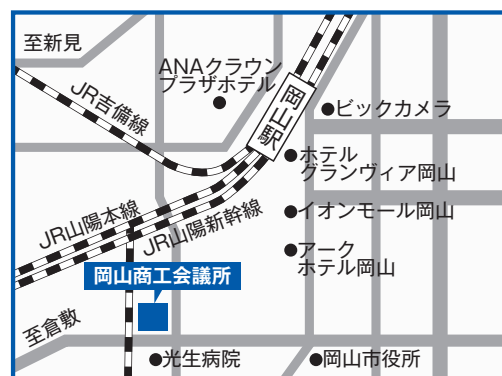 至新見
ANAクラウン
プラザホテル
JR吉備線
岡山駅
ビックカメラ
ホテル
グランヴィア岡山
JR山陽本線
JR山陽新幹線
イオンモール岡山
アーク
ホテル岡山
岡山商工会議所
至倉敷
光生病院
岡山市役所